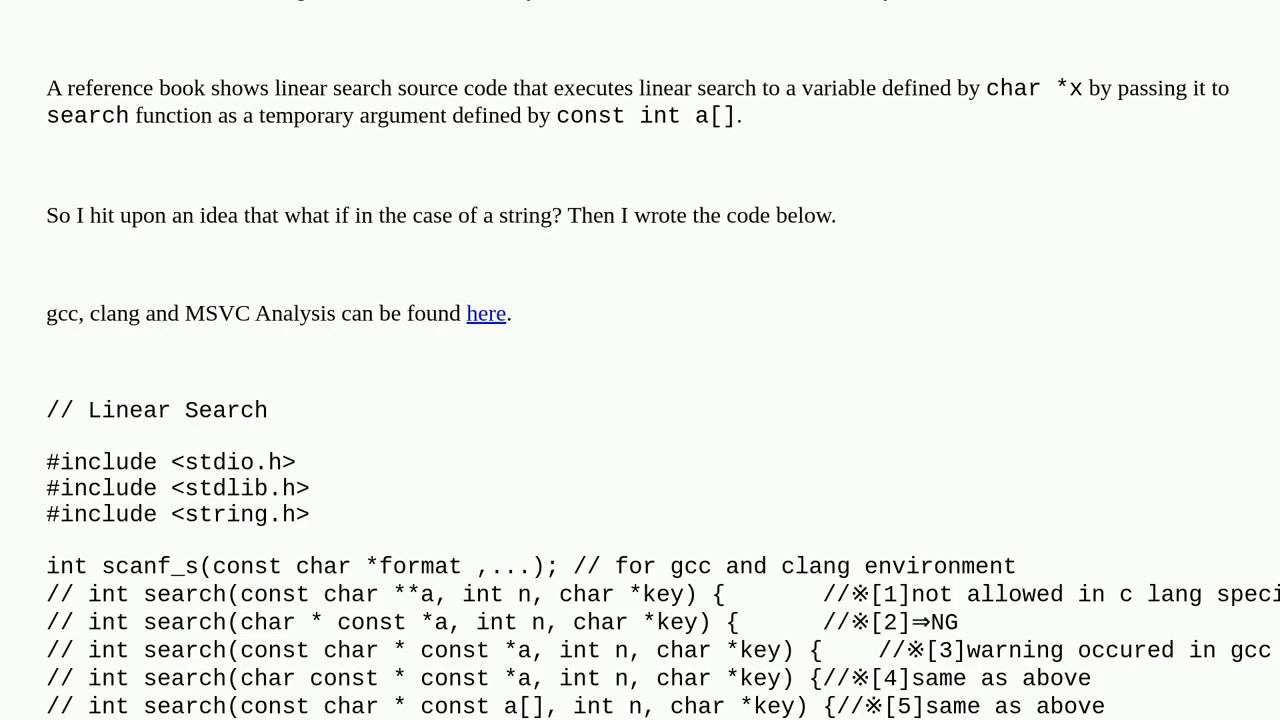 A reference book shows linear search source code that executes linear search to a variable defined by char *x by passing it to
search function as a temporary argument defined by const int a[].
So I hit upon an idea that what if in the case of a string? Then I wrote the code below.
gcc, clang and MSVC Analysis can be found here.
// Linear Search
#include <stdio.h>
#include <stdlib.h>
#include <string.h>
int scanf_s(const char *format ,...); // for gcc and clang environment
// int search(const char **a, int n, char *key) {       //※[1]not allowed in c lang speci
// int search(char * const *a, int n, char *key) {      //※[2]⇒NG
// int search(const char * const *a, int n, char *key) {    //※[3]warning occured in gcc
// int search(char const * const *a, int n, char *key) {//※[4]same as above
// int search(const char * const a[], int n, char *key) {//※[5]same as above